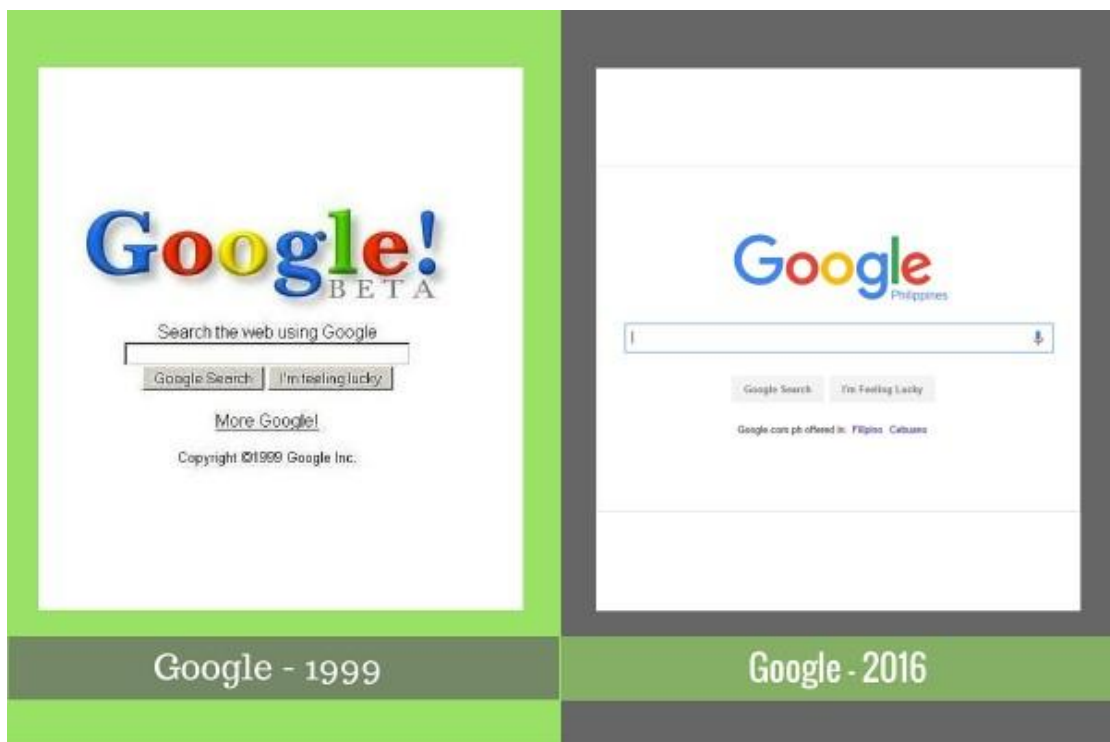 Google!
BETA
Search the web using Google
Google Search I'm feeling lucky
More Google!
Copyright ©1999 Google Inc.
Google - 1999
Google
Philippines
Google Search I'm Feeling Lucky
Google.com.ph offered in: Filipino Cebuano
Google - 2016